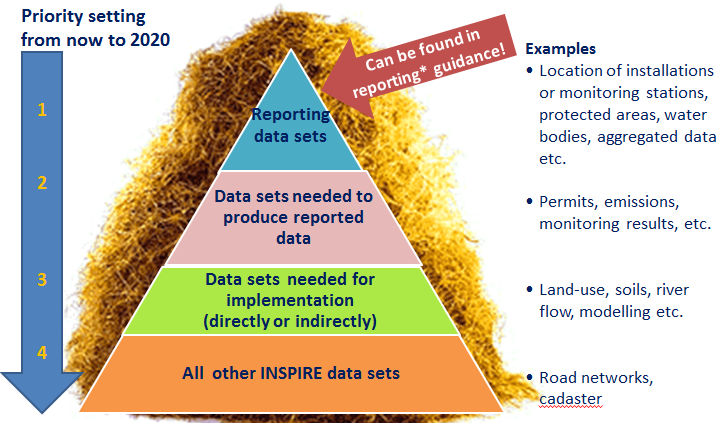 Priority setting
from now to 2020
1
2
3
4
Can be found in
reporting* guidance!
Reporting
data sets
Data sets needed to
produce reported
data
Data sets needed for
implementation
(directly or indirectly)
All other INSPIRE data sets
Examples
• Location of installations
or monitoring stations,
protected areas, water
bodies, aggregated data
etc.
• Permits, emissions,
monitoring results, etc.
• Land-use, soils, river
flow, modelling etc.
• Road networks,
cadaster